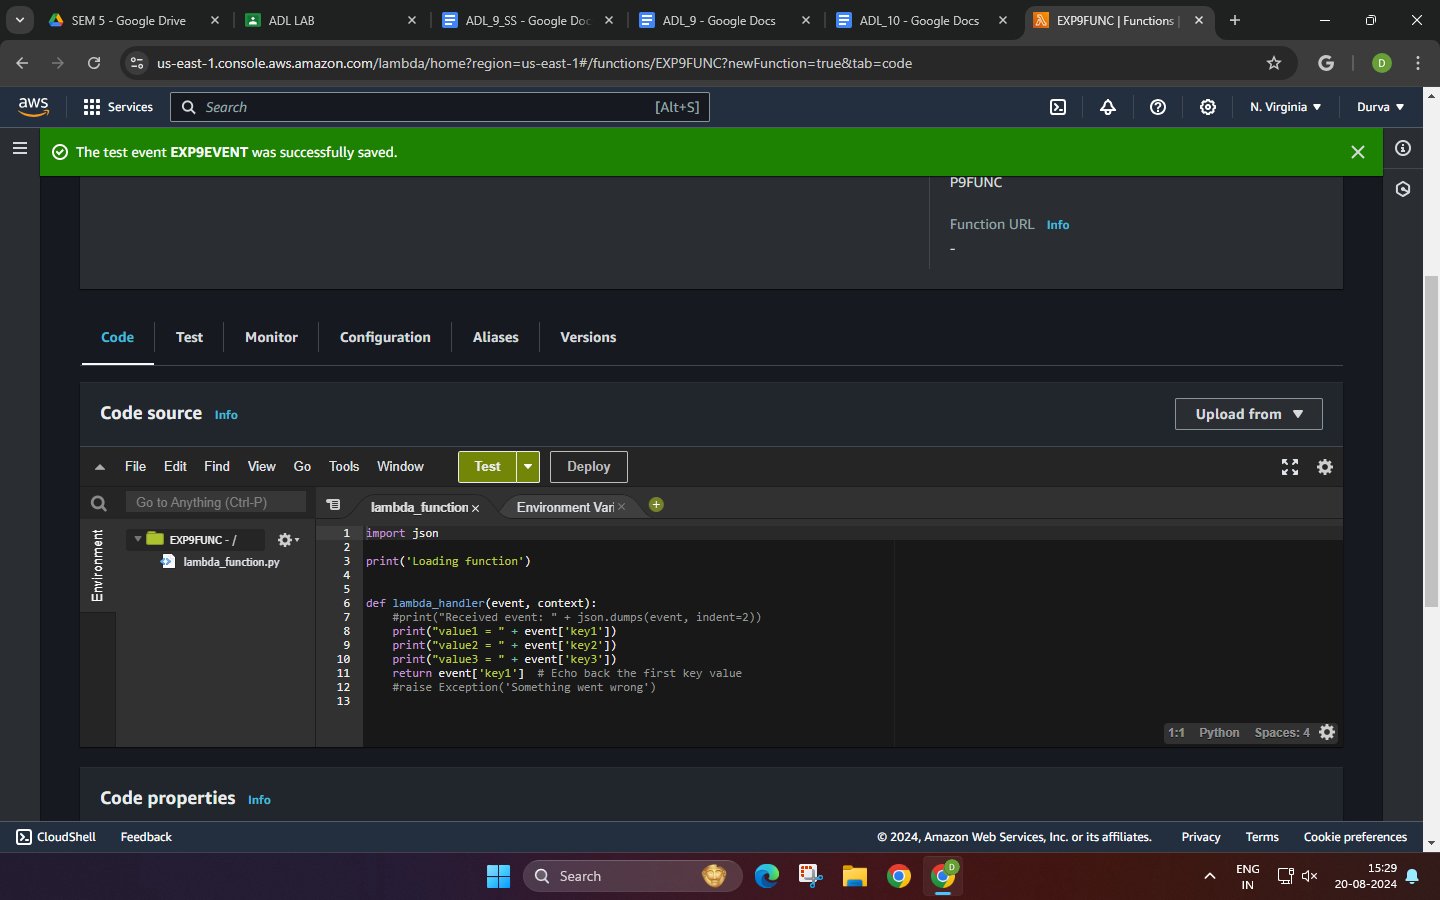 SEM 5 - Google Drive
ADL LAB
ADL_9_SS - Google Doc
ADL_9 - Google Docs
ADL_10 - Google Docs
EXP9FUNC | Functions |
us-east-1.console.aws.amazon.com/lambda/home?region=us-east-1#/functions/EXP9FUNC?newFunction=true&tab=code
G
D
aws
Services
Search
[Alt+S]
N. Virginia
Durva
The test event EXP9EVENT was successfully saved.
P9FUNC
Function URL Info
-
Code
Test
Monitor
Configuration
Aliases
Versions
Code source Info
Upload from
File Edit Find View Go Tools Window
Test
Deploy
Go to Anything (Ctrl-P)
lambda_function
Environment Vari
Environment
EXP9FUNC - /
lambda_function.py
1 import json
2
3 print('Loading function')
4
5
6 def lambda_handler(event, context):
7     #print("Received event: " + json.dumps(event, indent=2))
8     print("value1 = " + event['key1'])
9     print("value2 = " + event['key2'])
10     print("value3 = " + event['key3'])
11     return event['key1']  # Echo back the first key value
12     #raise Exception('Something went wrong')
13
1:1 Python Spaces: 4
Code properties Info
CloudShell
Feedback
© 2024, Amazon Web Services, Inc. or its affiliates.
Privacy
Terms
Cookie preferences
Search
D
ENG
IN
15:29
20-08-2024